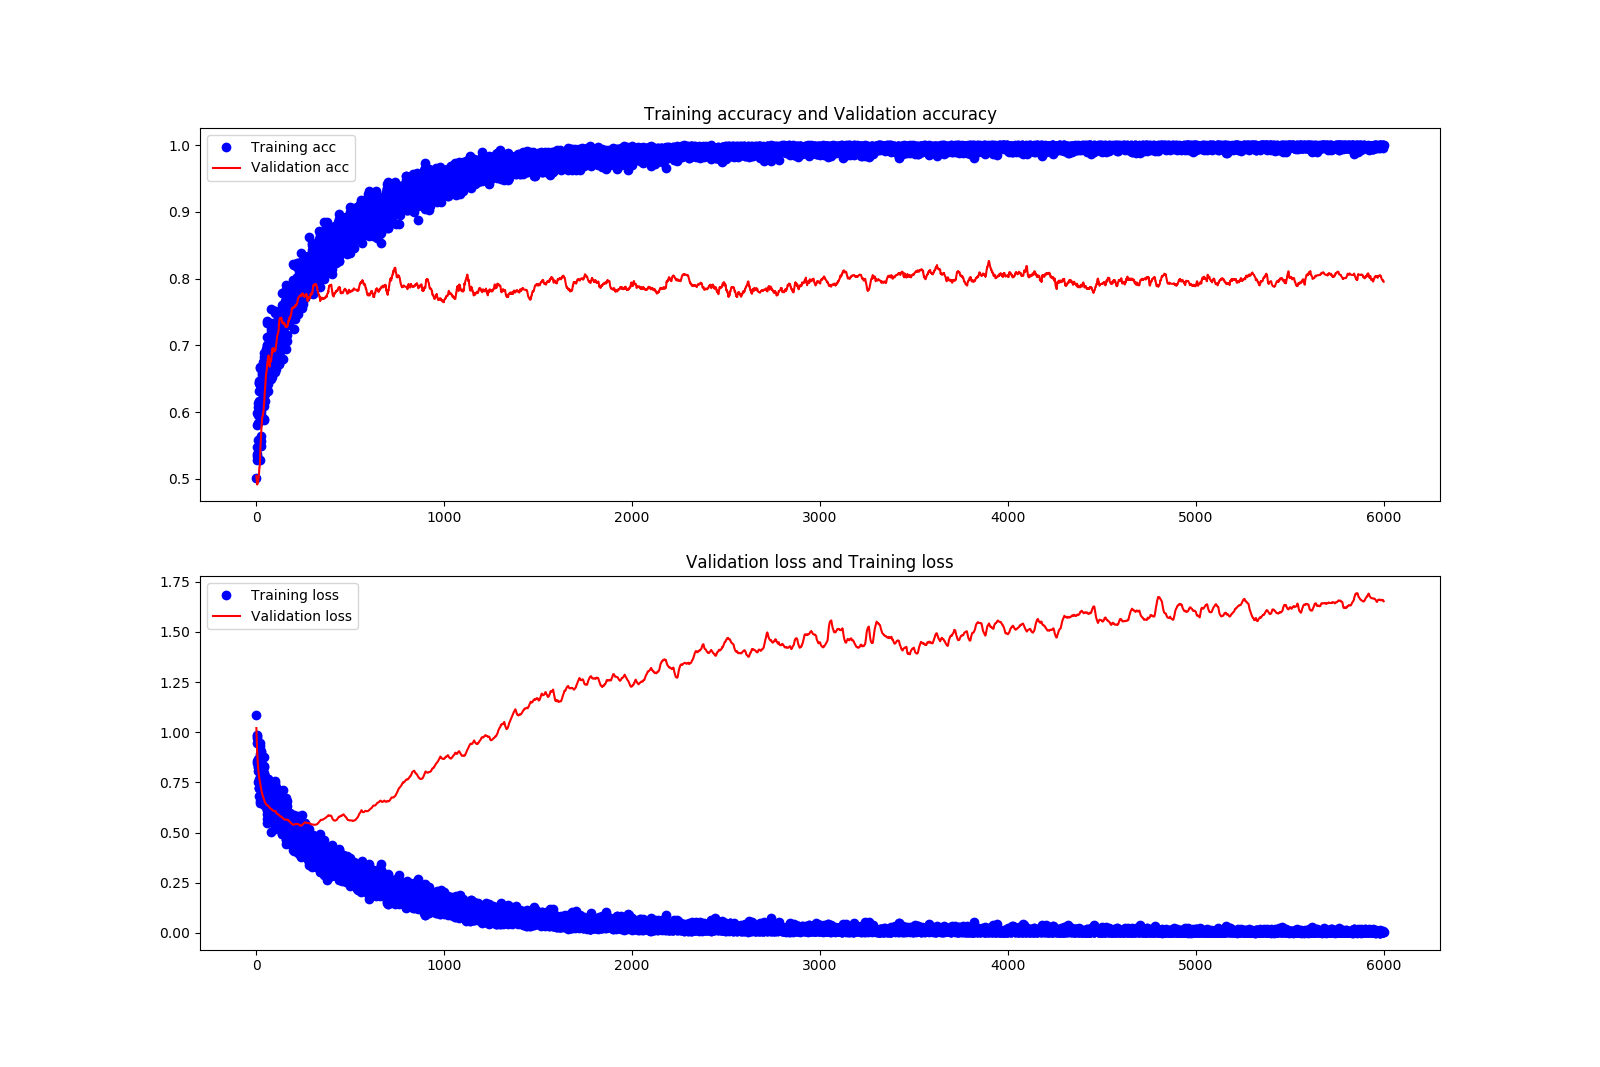 Training accuracy and Validation accuracy
1.0
0.9
0.8
0.7
0.6
0.5
Training acc
Validation acc
0 1000 2000 3000 4000 5000 6000
Validation loss and Training loss
1.75
1.50
1.25
1.00
0.75
0.50
0.25
0.00
Training loss
Validation loss
0 1000 2000 3000 4000 5000 6000